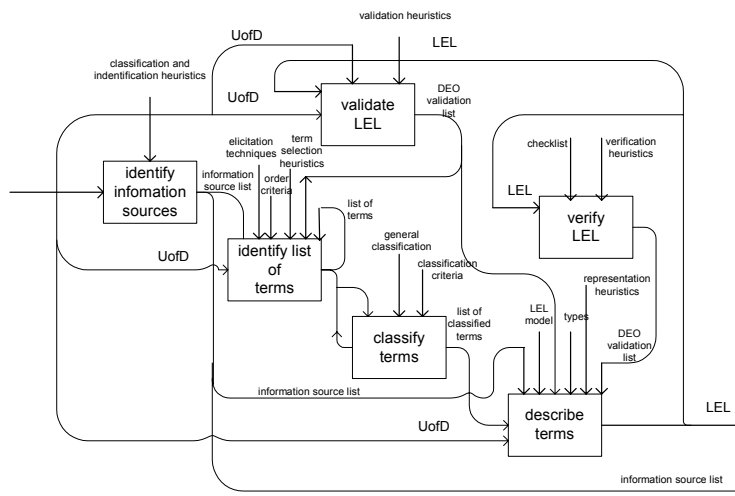 validation heuristics
UofD
LEL
classification and
indentification heuristics
UofD
validate
LEL
DEO
validation
list
elicitation
techniques
term
selection
heuristics
order
criteria
checklist
verification
heuristics
identify
infomation
sources
information
source list
LEL
verify
LEL
list of
terms
general
classification
UofD
identify list
of
terms
classification
criteria
representation
heuristics
LEL
model
types
list of
classified
terms
classify
terms
DEO
validation
list
information source list
describe
terms
UofD
LEL
information source list